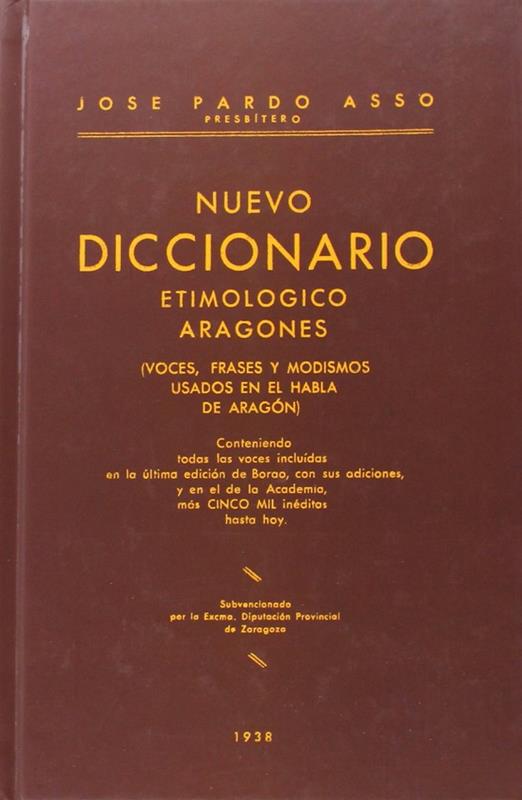 JOSE PARDO ASSO
PRESBÍTERO
NUEVO
DICCIONARIO
ETIMOLOGICO
ARAGONES
(VOCES, FRASES Y MODISMOS
USADOS EN EL HABLA
DE ARAGÓN)
Conteniendo
todas las voces incluídas
en la última edición de Borao, con sus adiciones,
y en el de la Academia,
más CINCO MIL inéditas
hasta hoy.
Subvencionado
por la Excma. Diputación Provincial
de Zaragoza
1938